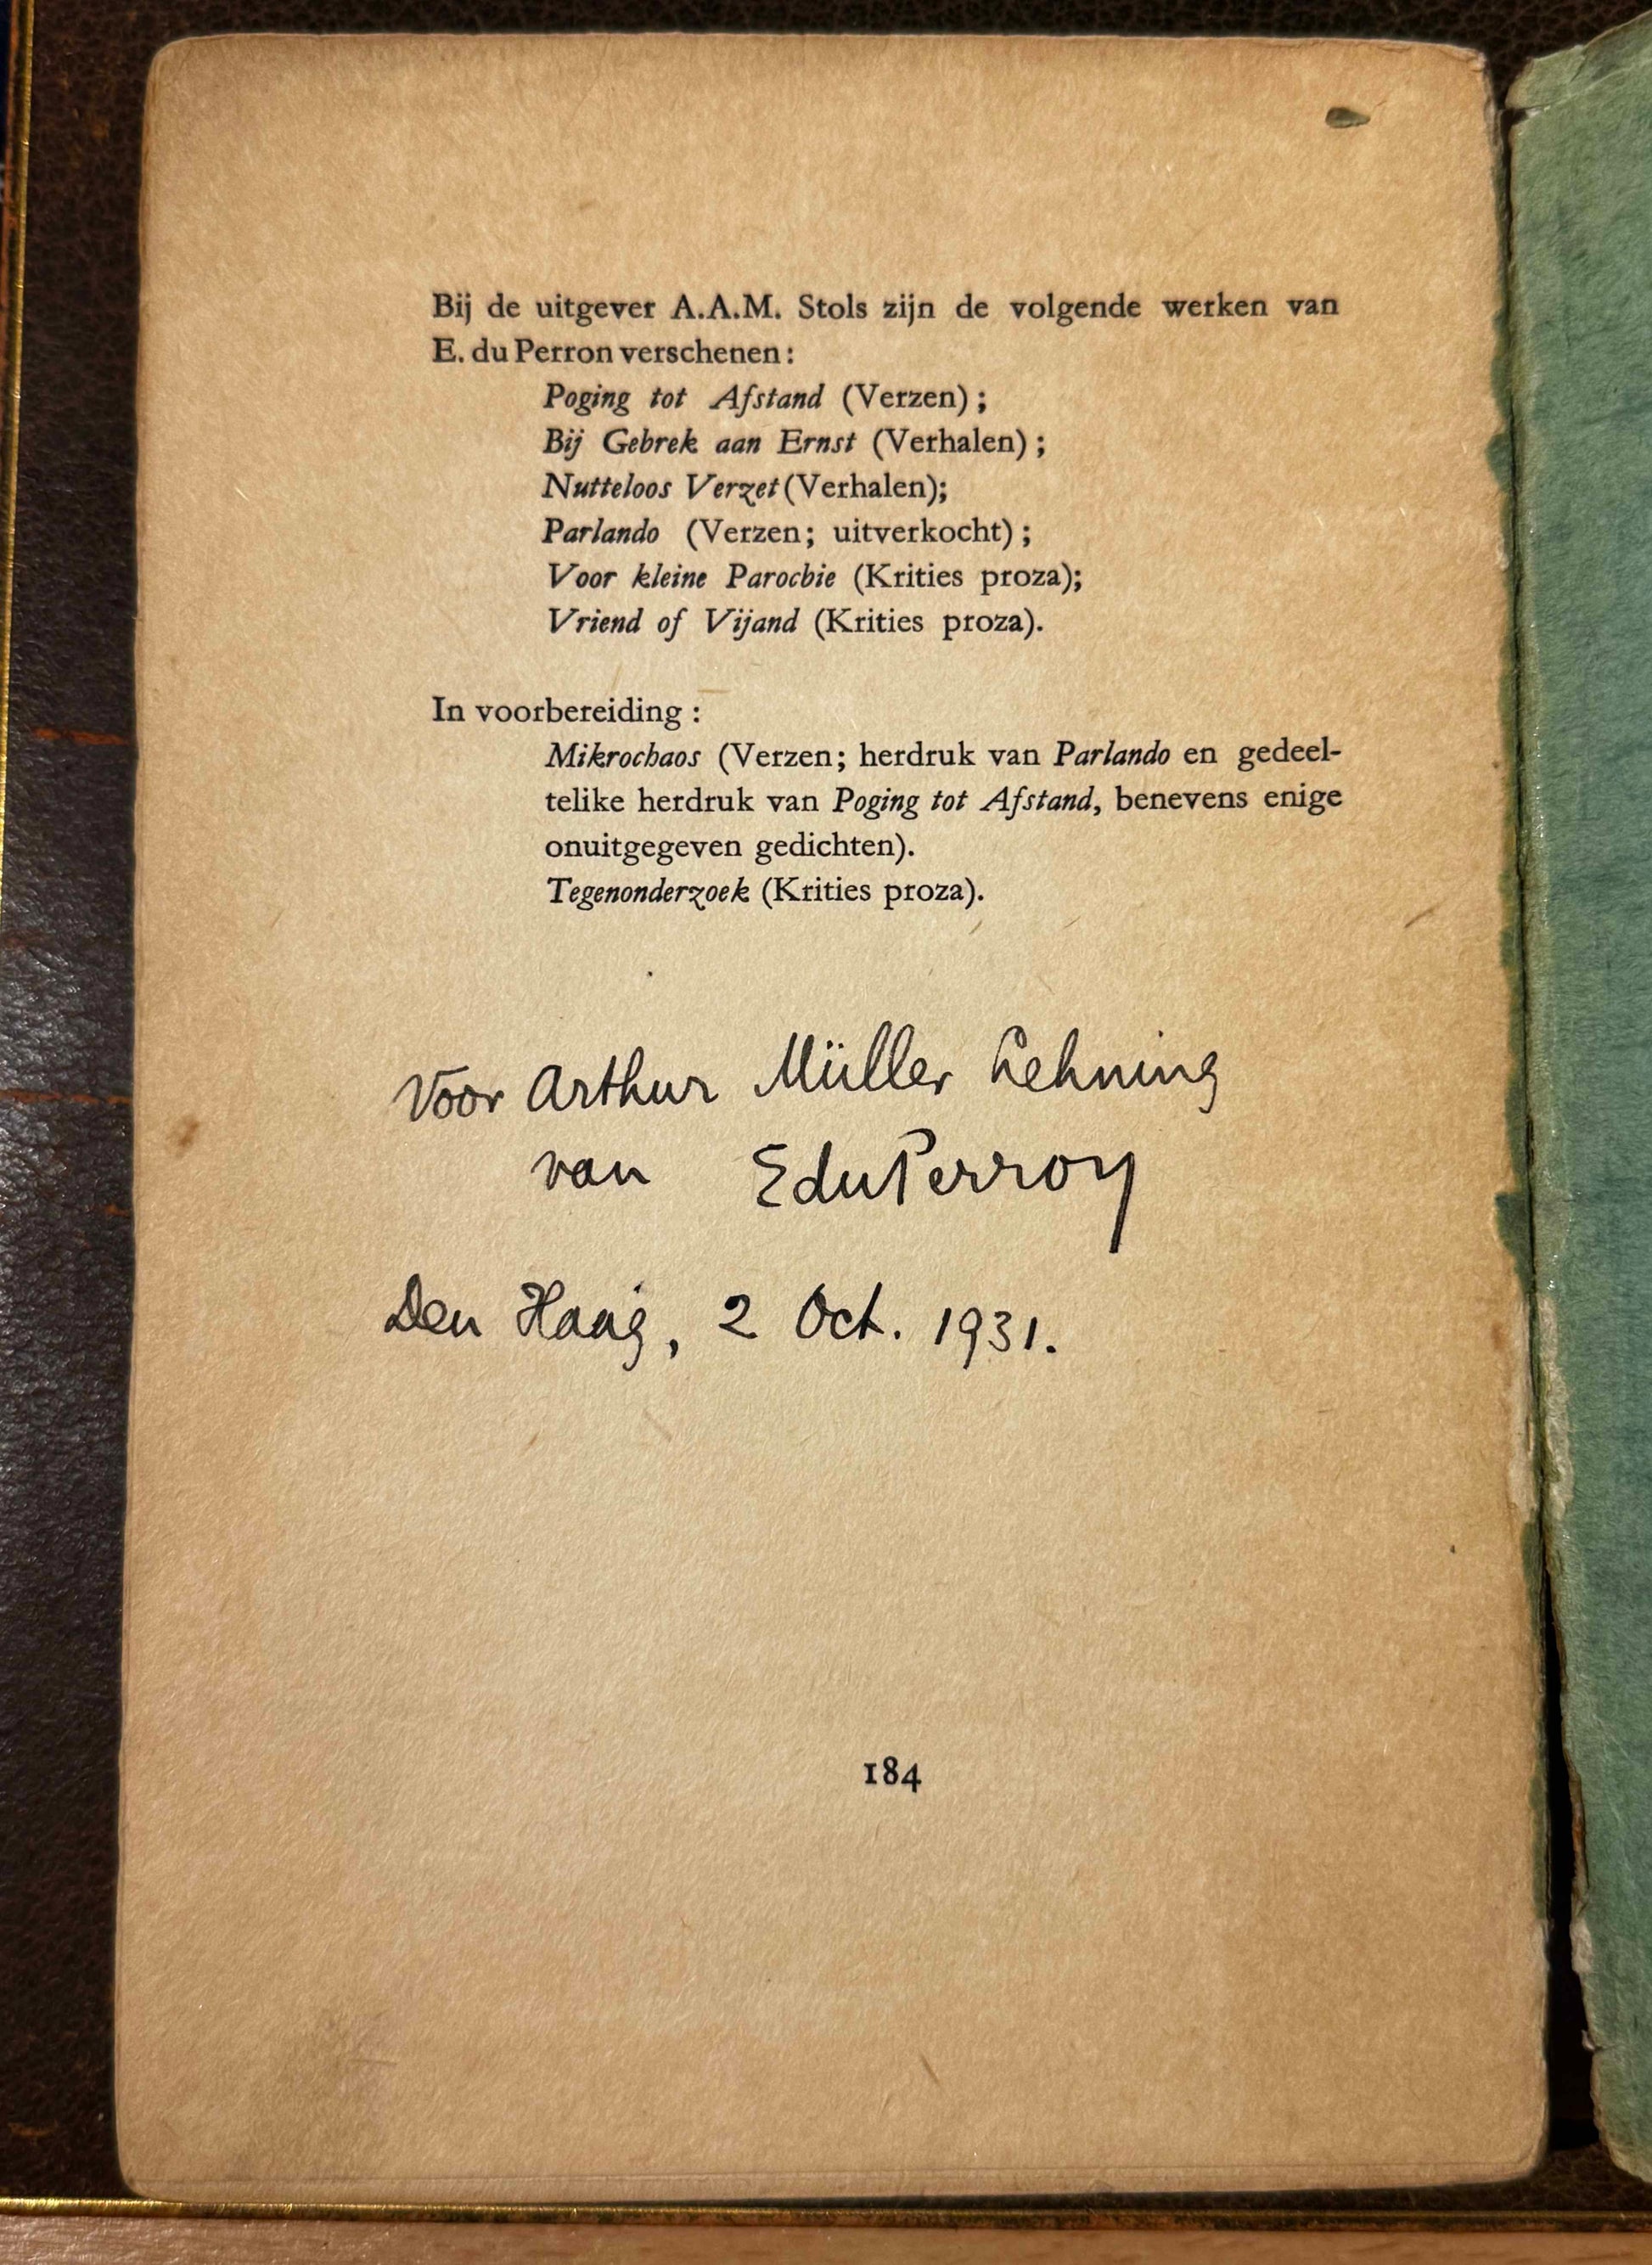 Bij de uitgever A.A.M. Stols zijn de volgende werken van
E. du Perron verschenen:
Poging tot Afstand (Verzen);
Bij Gebrek aan Ernst (Verhalen);
Nutteloos Verzet (Verhalen);
Parlando (Verzen; uitverkocht);
Voor kleine Parochie (Krities proza);
Vriend of Vijand (Krities proza).
In voorbereiding:
Mikrochaos (Verzen; herdruk van Parlando en gedeel-
telike herdruk van Poging tot Afstand, benevens enige
onuitgegeven gedichten).
Tegenonderzoek (Krities proza).
Voor Arthur Müller Lehning
van EduPerron
Den Haag, 2 Oct. 1931.
184